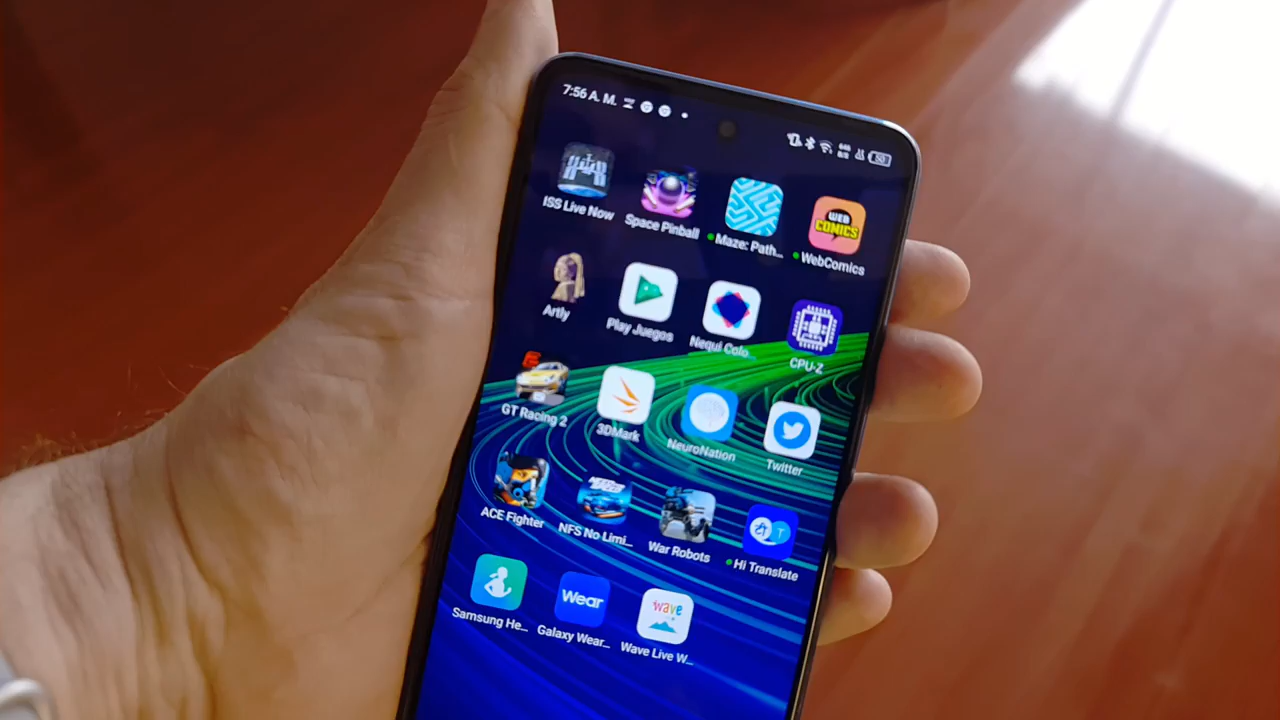 7:56 A. M.
50
ISS Live Now
Space Pinball
Maze: Path...
WEB COMICS
WebComics
Artly
Play Juegos
Nequi Colo...
CPU-Z
GT Racing 2
3DMark
NeuroNation
Twitter
ACE Fighter
NFS No Limi...
War Robots
Hi Translate
Wear
wave
Samsung He...
Galaxy Wear...
Wave Live W...